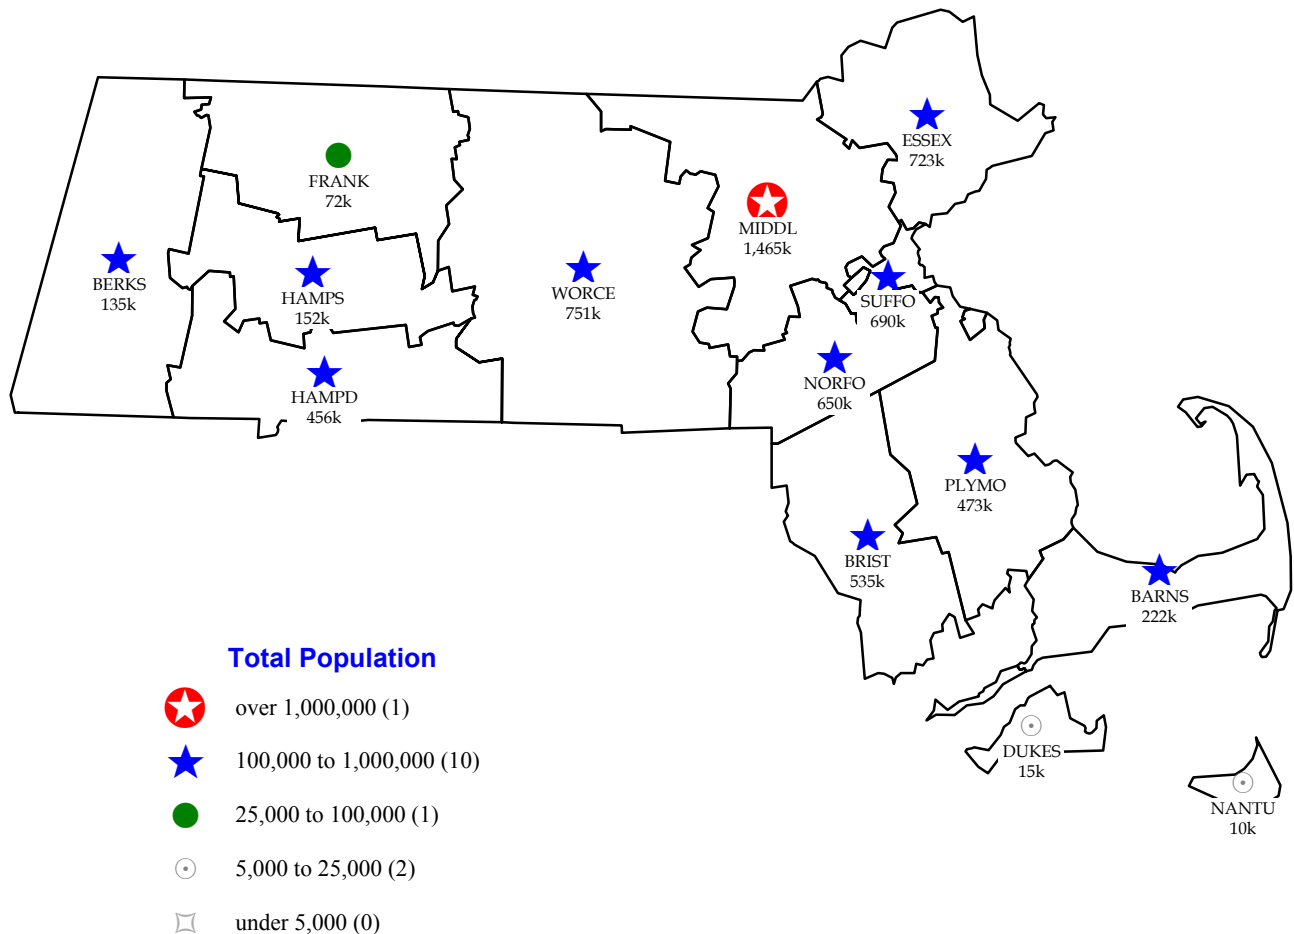 ESSEX
723k
FRANK
72k
MIDDL
1,465k
BERKS
135k
HAMPS
152k
WORCE
751k
SUFFO
690k
HAMPD
456k
NORFO
650k
PLYMO
473k
BRIST
535k
BARNS
222k
DUKES
15k
NANTU
10k
Total Population
over 1,000,000 (1)
100,000 to 1,000,000 (10)
25,000 to 100,000 (1)
5,000 to 25,000 (2)
under 5,000 (0)